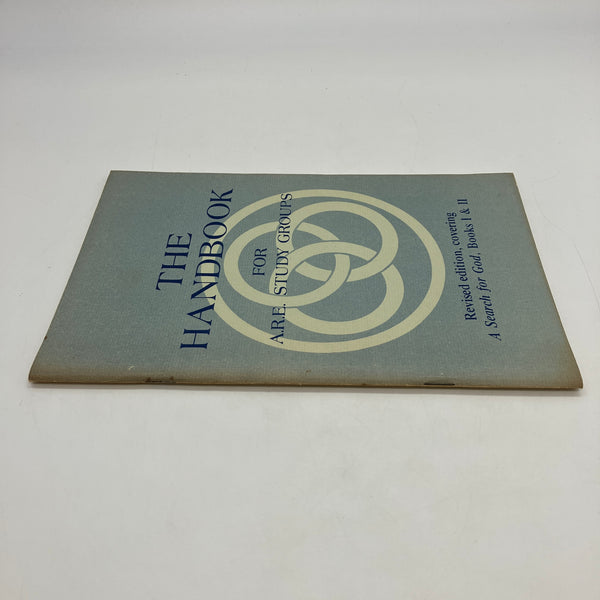 THE
HANDBOOK
FOR
A.R.E. STUDY GROUPS
Revised edition, covering
A Search for God, Books I & II